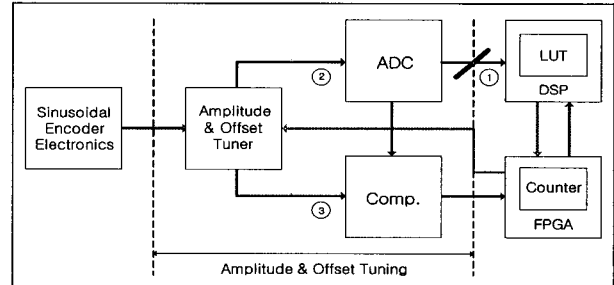 Sinusoidal
Encoder
Electronics
Amplitude
& Offset
Tuner
②
ADC
①
LUT
DSP
③
Comp.
Counter
FPGA
Amplitude & Offset Tuning